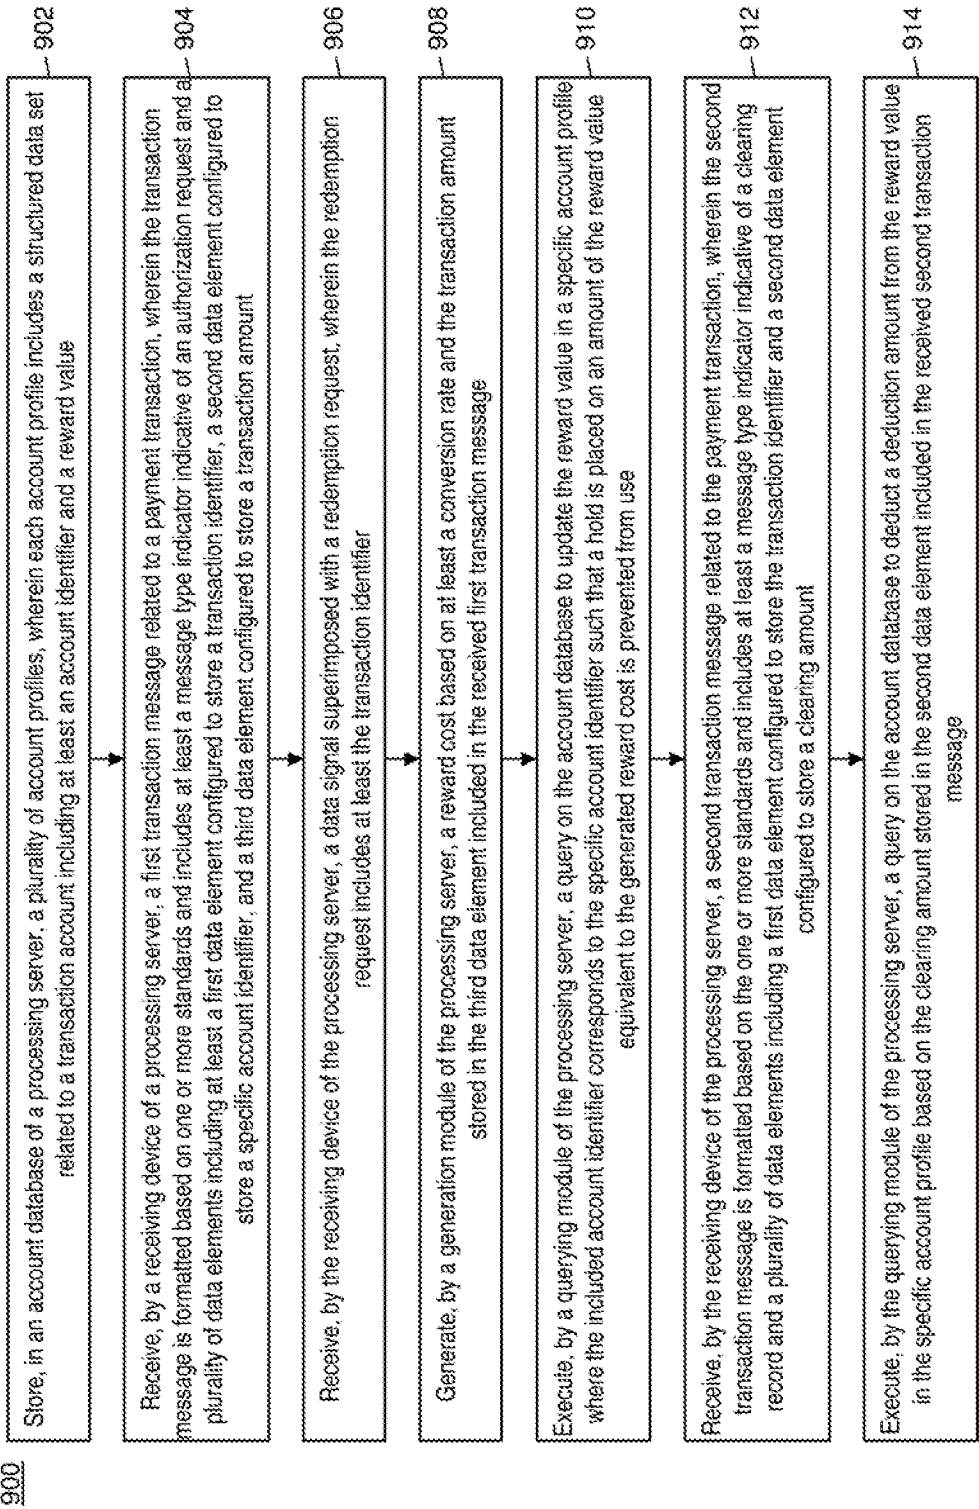 900
Store, in an account database of a processing server, a plurality of account profiles, wherein each account profile includes a structured data set
related to a transaction account including at least an account identifier and a reward value
902
Receive, by a receiving device of a processing server, a first transaction message related to a payment transaction, wherein the transaction
message is formatted based on one or more standards and includes at least a message type indicator indicative of an authorization request and a
plurality of data elements including at least a first data element configured to store a transaction identifier, a second data element configured to
store a specific account identifier, and a third data element configured to store a transaction amount
904
Receive, by the receiving device of the processing server, a data signal superimposed with a redemption request, wherein the redemption
request includes at least the transaction identifier
906
Generate, by a generation module of the processing server, a reward cost based on at least a conversion rate and the transaction amount
stored in the third data element included in the received first transaction message
908
Execute, by a querying module of the processing server, a query on the account database to update the reward value in a specific account profile
where the included account identifier corresponds to the specific account identifier such that a hold is placed on an amount of the reward value
equivalent to the generated reward cost is prevented from use
910
Receive, by the receiving device of the processing server, a second transaction message related to the payment transaction, wherein the second
transaction message is formatted based on the one or more standards and includes at least a message type indicator indicative of a clearing
record and a plurality of data elements including a first data element configured to store the transaction identifier and a second data element
configured to store a clearing amount
912
Execute, by the querying module of the processing server, a query on the account database to deduct a deduction amount from the reward value
in the specific account profile based on the clearing amount stored in the second data element included in the received second transaction
message
914